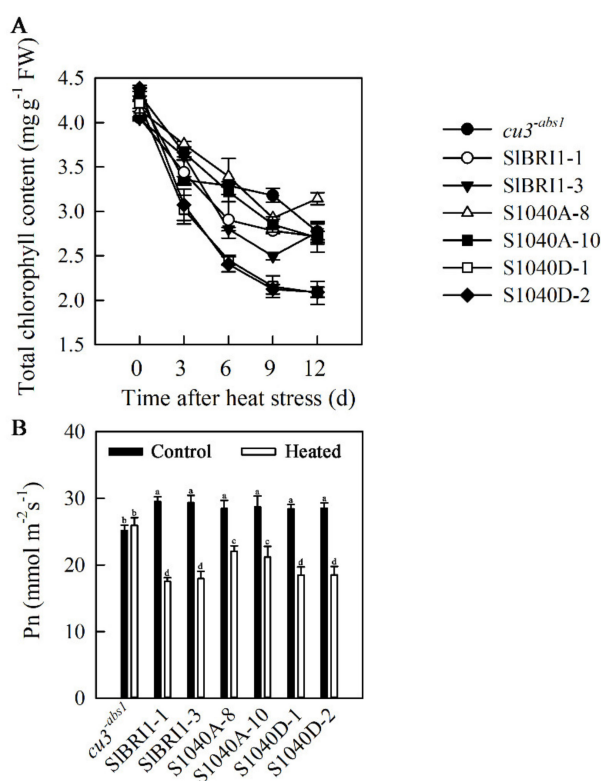 A
Total chlorophyll content (mg g⁻¹ FW)
4.5
4.0
3.5
3.0
2.5
2.0
1.5
0 3 6 9 12
Time after heat stress (d)
cu3⁻ᵃᵇˢ¹
SlBRI1-1
SlBRI1-3
S1040A-8
S1040A-10
S1040D-1
S1040D-2
B
Pn (mmol m⁻² s⁻¹)
40
30
20
10
0
Control Heated
b b a d a d a c a c a d a d
cu3⁻ᵃᵇˢ¹ SlBRI1-1 SlBRI1-3 S1040A-8 S1040A-10 S1040D-1 S1040D-2